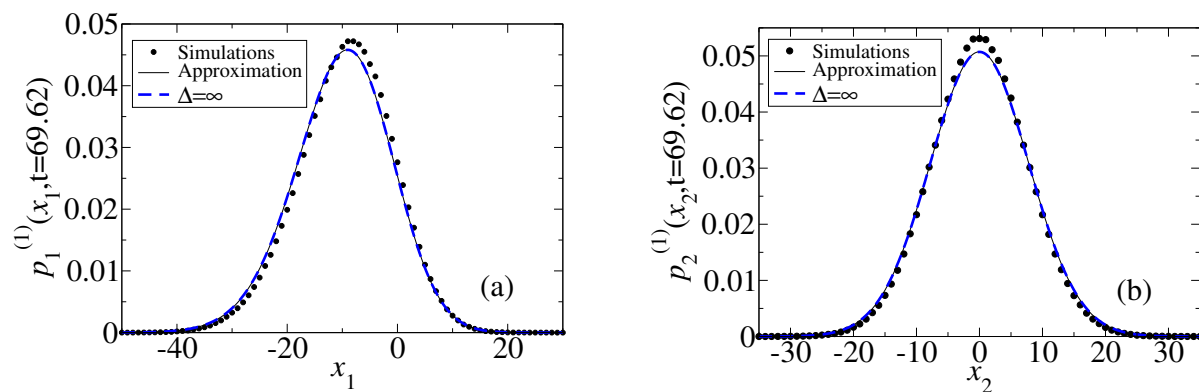 Simulations
Approximation
Δ=∞
p₁⁽¹⁾(x₁,t=69.62)
0.05
0.04
0.03
0.02
0.01
0
(a)
-40 -20 0 20
x₁
Simulations
Approximation
Δ=∞
p₂⁽¹⁾(x₂,t=69.62)
0.05
0.04
0.03
0.02
0.01
0
(b)
-30 -20 -10 0 10 20 30
x₂